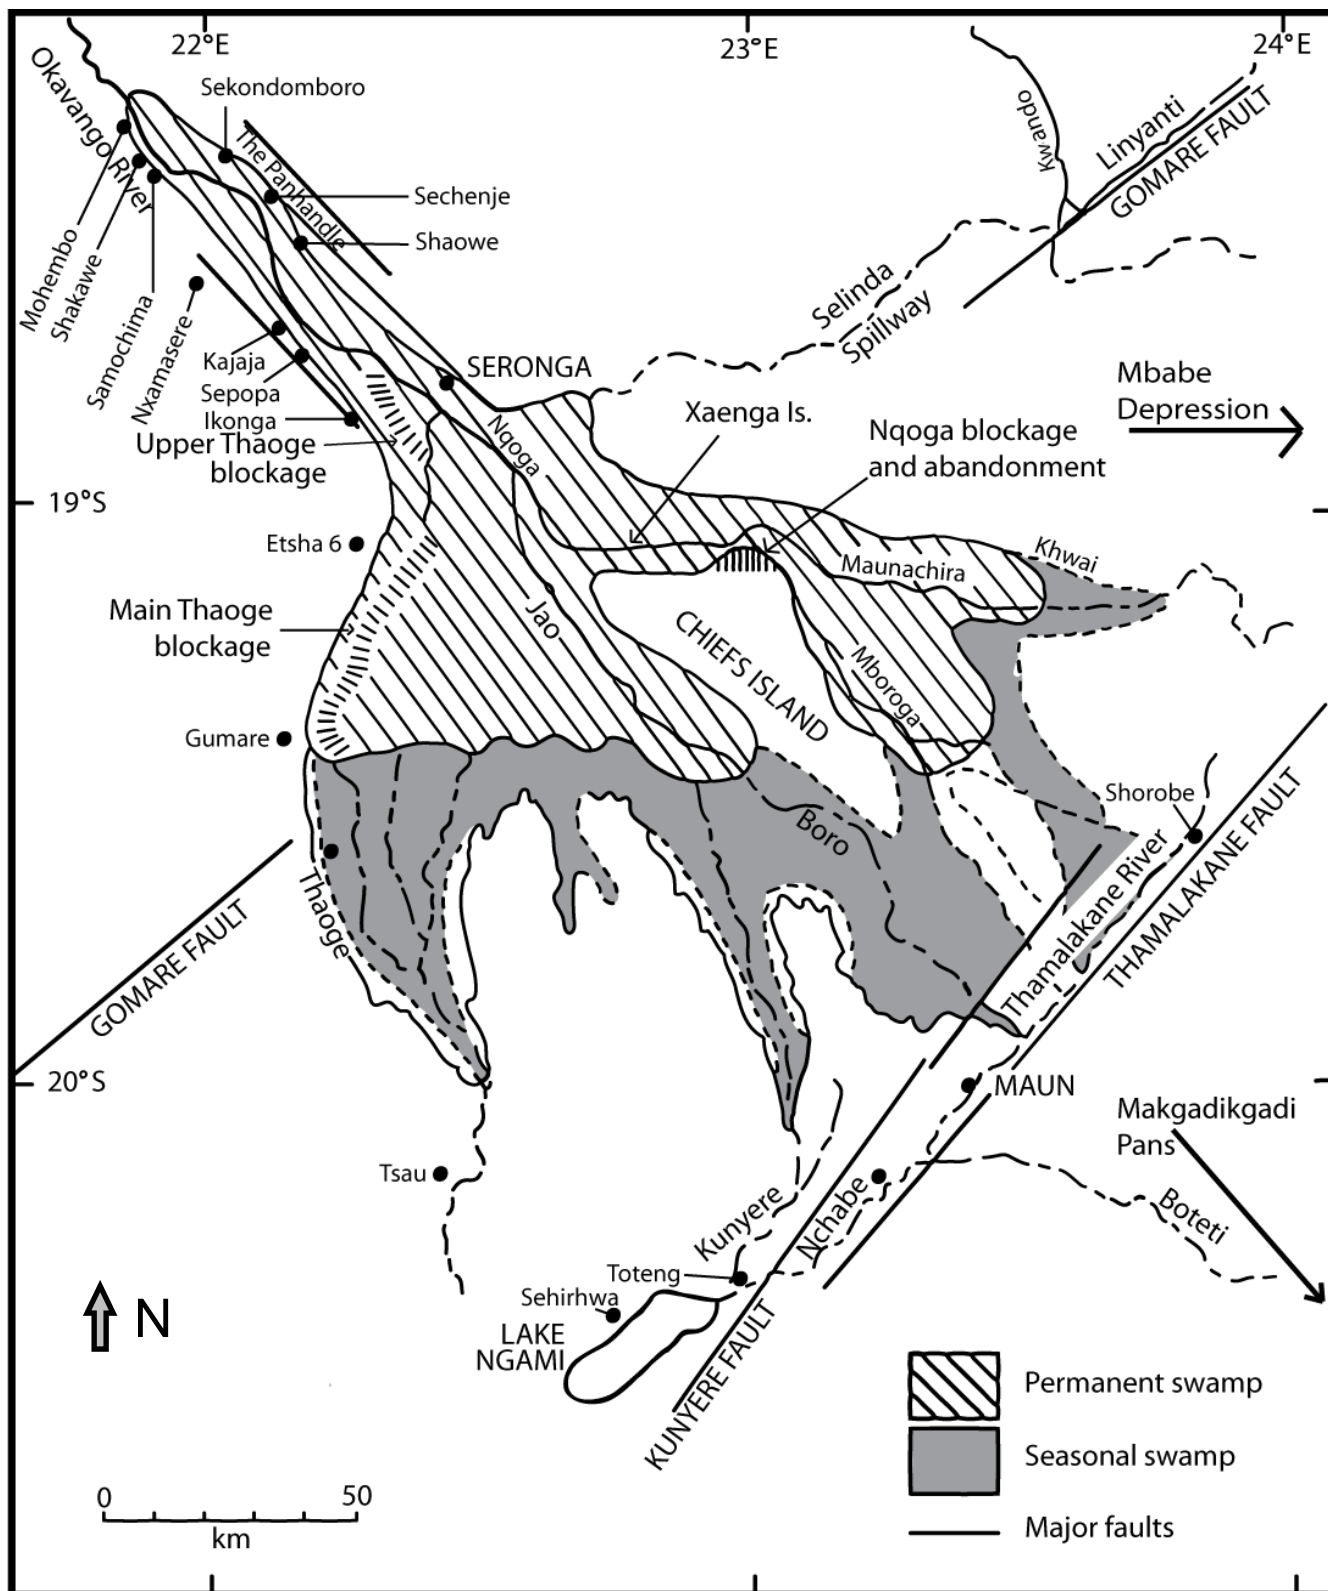 22°E
23°E
24°E
Okavango River
Sekondomboro
The Panhandle
Sechenje
Shaowe
Mohembo
Shakawe
Samochima
Nxamasere
Kajaja
Sepopa
Ikonga
Upper Thaoge
blockage
SERONGA
Nqoga
Kwando
Linyanti
GOMARE FAULT
Selinda
Spillway
Xaenga Is.
Nqoga blockage
and abandonment
Mbabe
Depression
19°S
Etsha 6
Main Thaoge
blockage
Jao
CHIEFS ISLAND
Maunachira
Khwai
Mboroga
Gumare
Shorobe
Boro
Thaoge
GOMARE FAULT
Thamalakane River
THAMALAKANE FAULT
20°S
MAUN
Makgadikgadi
Pans
Tsau
Kunyere
Nchabe
Boteti
Toteng
Sehirhwa
LAKE
NGAMI
KUNYERE FAULT
N
Permanent swamp
Seasonal swamp
Major faults
0 50
km